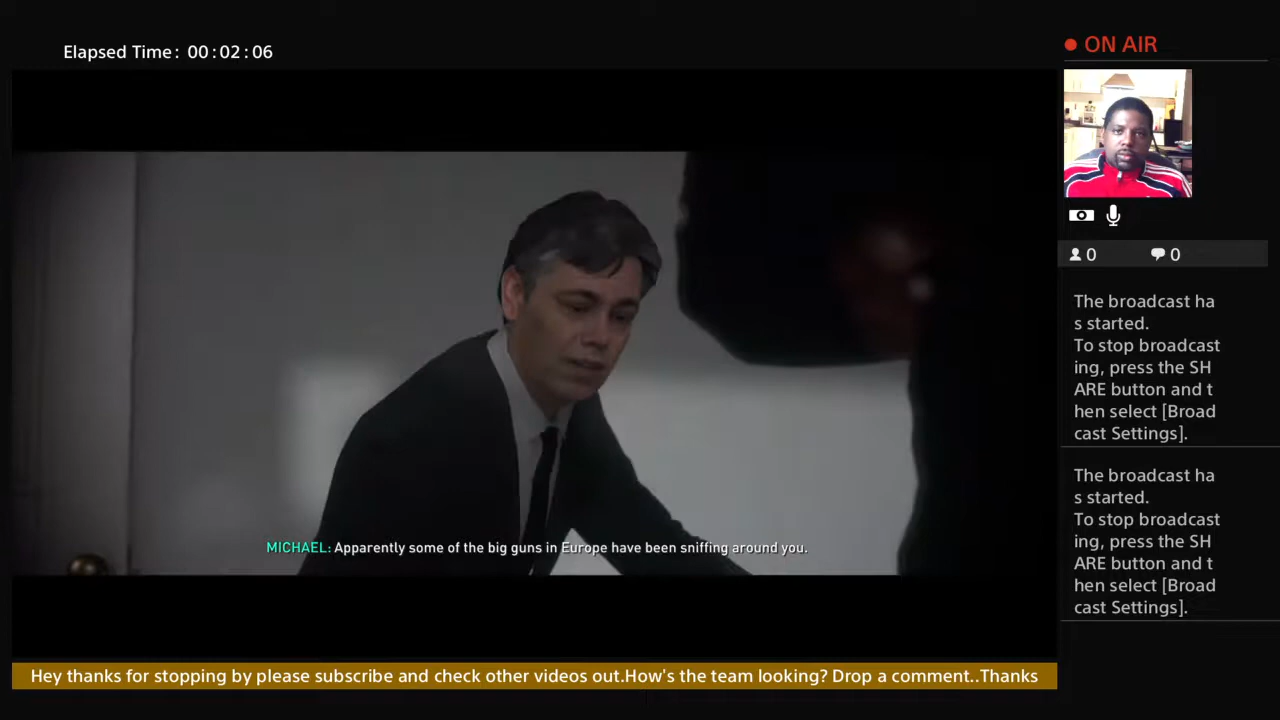 Elapsed Time: 00:02:06
ON AIR
0
0
The broadcast ha
s started.
To stop broadcast
ing, press the SH
ARE button and t
hen select [Broad
cast Settings].
The broadcast ha
s started.
To stop broadcast
ing, press the SH
ARE button and t
hen select [Broad
cast Settings].
MICHAEL: Apparently some of the big guns in Europe have been sniffing around you.
Hey thanks for stopping by please subscribe and check other videos out.How's the team looking? Drop a comment..Thanks